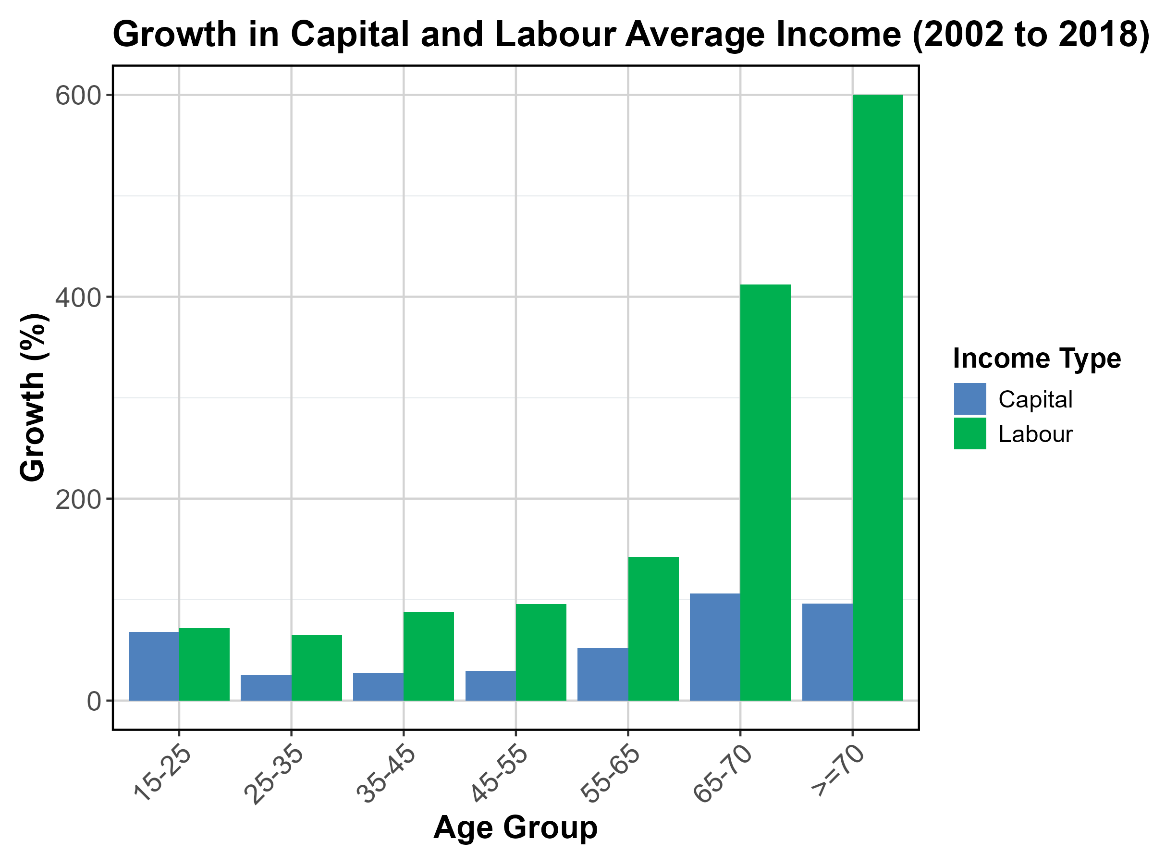 Growth in Capital and Labour Average Income (2002 to 2018)
600
400
200
0
Growth (%)
15-25
25-35
35-45
45-55
55-65
65-70
>=70
Age Group
Income Type
Capital
Labour